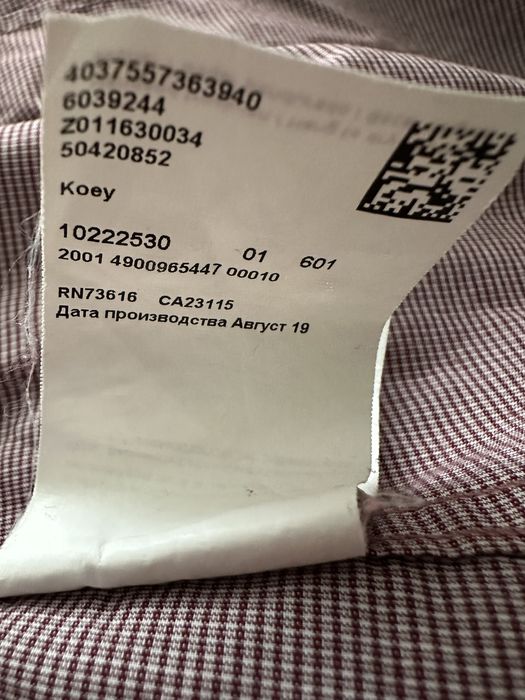 4037557363940
6039244
Z011630034
50420852
Koey
10222530 01 601
2001 4900965447 00010
RN73616 CA23115
Дата производства Август 19